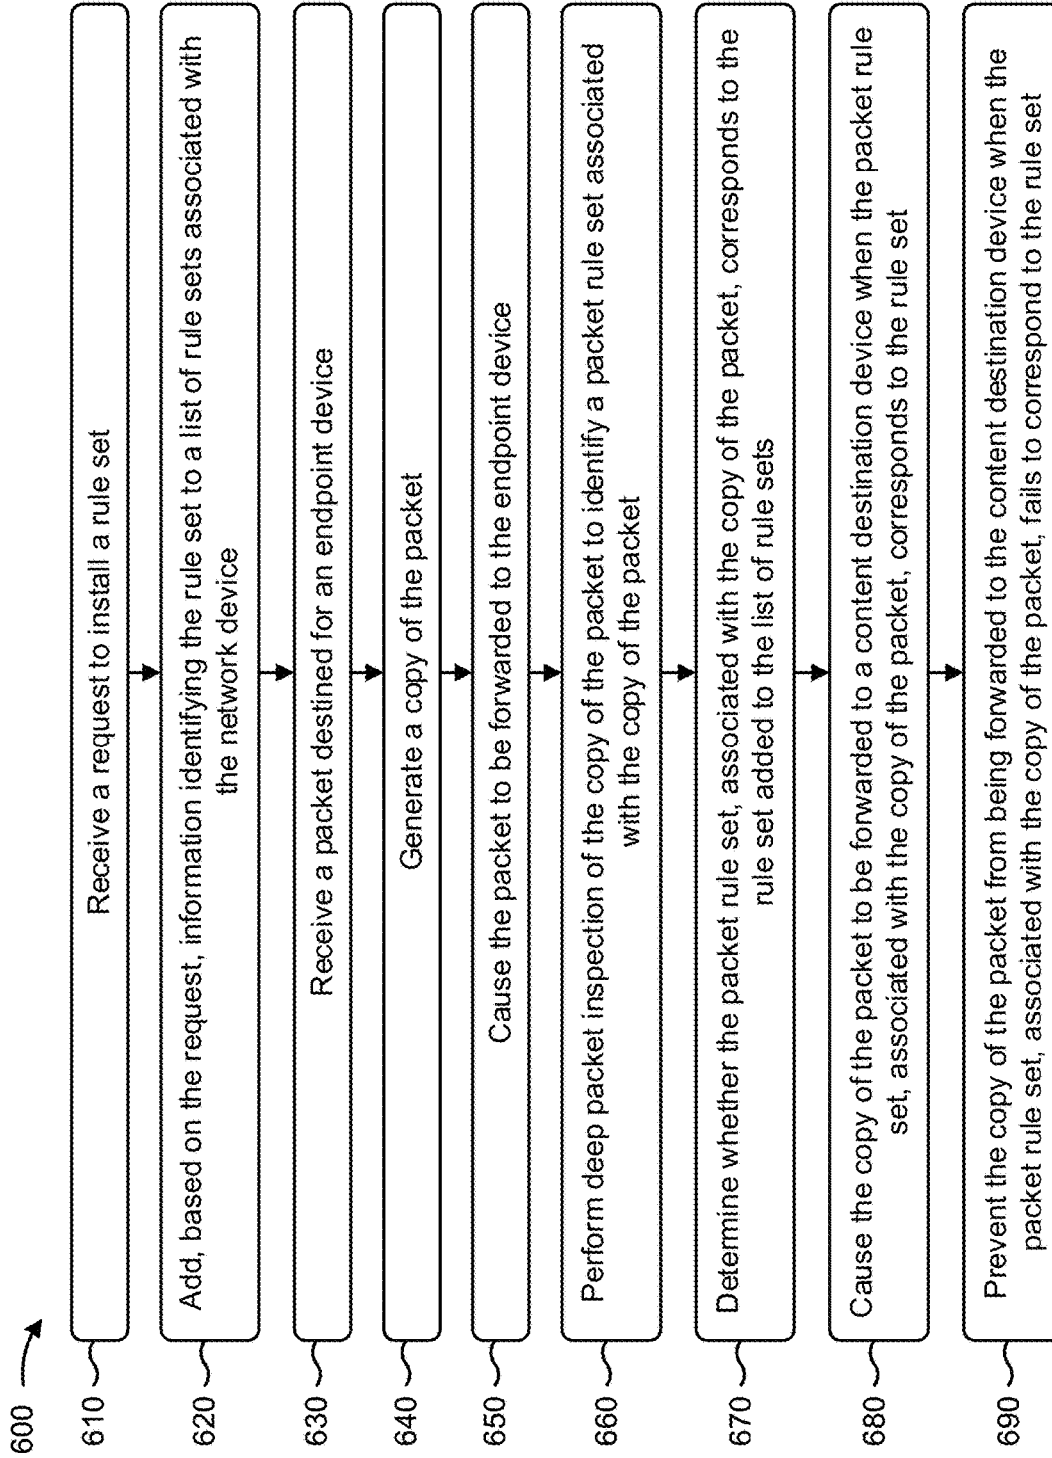 600
610
Receive a request to install a rule set
620
Add, based on the request, information identifying the rule set to a list of rule sets associated with
the network device
630
Receive a packet destined for an endpoint device
640
Generate a copy of the packet
650
Cause the packet to be forwarded to the endpoint device
660
Perform deep packet inspection of the copy of the packet to identify a packet rule set associated
with the copy of the packet
670
Determine whether the packet rule set, associated with the copy of the packet, corresponds to the
rule set added to the list of rule sets
680
Cause the copy of the packet to be forwarded to a content destination device when the packet rule
set, associated with the copy of the packet, corresponds to the rule set
690
Prevent the copy of the packet from being forwarded to the content destination device when the
packet rule set, associated with the copy of the packet, fails to correspond to the rule set